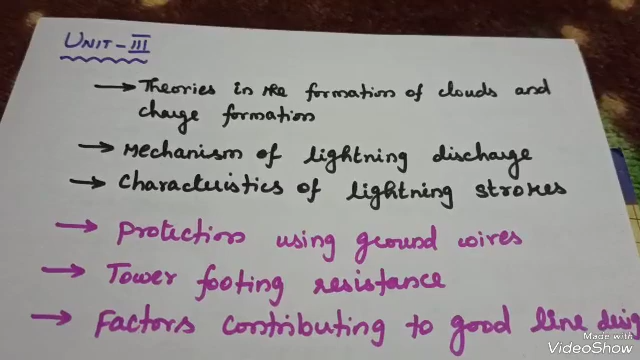 UNIT-III
→ Theories in the formation of clouds and
charge formation
→ Mechanism of lightning discharge
→ Characteristics of lightning strokes
→ Protection using ground wires
→ Tower footing resistance
→ Factors contributing to good line desig
Made with
VideoShow